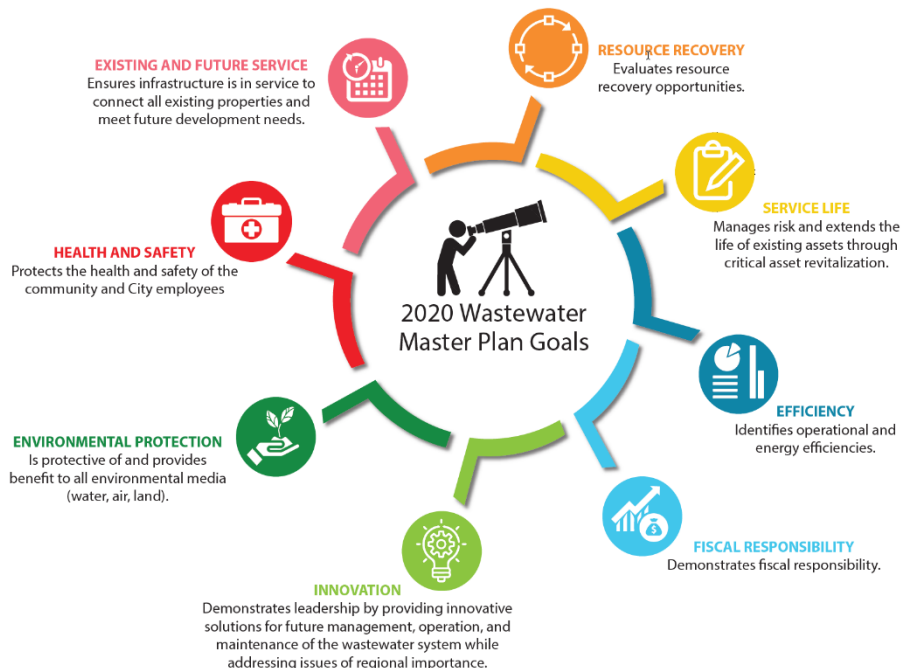 EXISTING AND FUTURE SERVICE
Ensures infrastructure is in service to
connect all existing properties and
meet future development needs.
RESOURCE RECOVERY
Evaluates resource
recovery opportunities.
SERVICE LIFE
Manages risk and extends the
life of existing assets through
critical asset revitalization.
HEALTH AND SAFETY
Protects the health and safety of the
community and City employees
2020 Wastewater
Master Plan Goals
EFFICIENCY
Identifies operational and
energy efficiencies.
ENVIRONMENTAL PROTECTION
Is protective of and provides
benefit to all environmental media
(water, air, land).
$
FISCAL RESPONSIBILITY
Demonstrates fiscal responsibility.
INNOVATION
Demonstrates leadership by providing innovative
solutions for future management, operation, and
maintenance of the wastewater system while
addressing issues of regional importance.